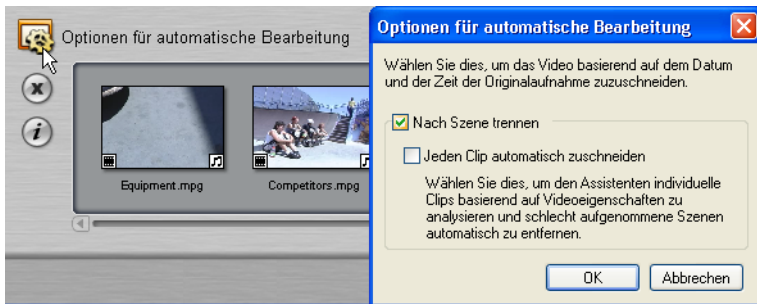 Optionen für automatische Bearbeitung
Equipment.mpg
Competitors.mpg
Optionen für automatische Bearbeitung
Wählen Sie dies, um das Video basierend auf dem Datum
und der Zeit der Originalaufnahme zuzuschneiden.
Nach Szene trennen
Jeden Clip automatisch zuschneiden
Wählen Sie dies, um den Assistenten individuelle
Clips basierend auf Videoeigenschaften zu
analysieren und schlecht aufgenommene Szenen
automatisch zu entfernen.
OK
Abbrechen